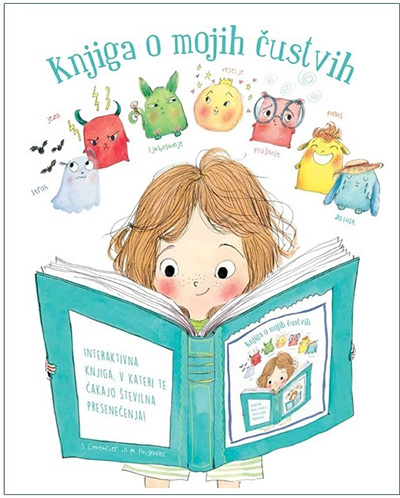 Knjiga o mojih čustvih
veselje
jeza
ljubosumje
plašnost
ponos
strah
žalost
INTERAKTIVNA
KNJIGA, V KATERI TE
ČAKAJO ŠTEVILNA
PRESENEČENJA!
Knjiga o mojih čustvih